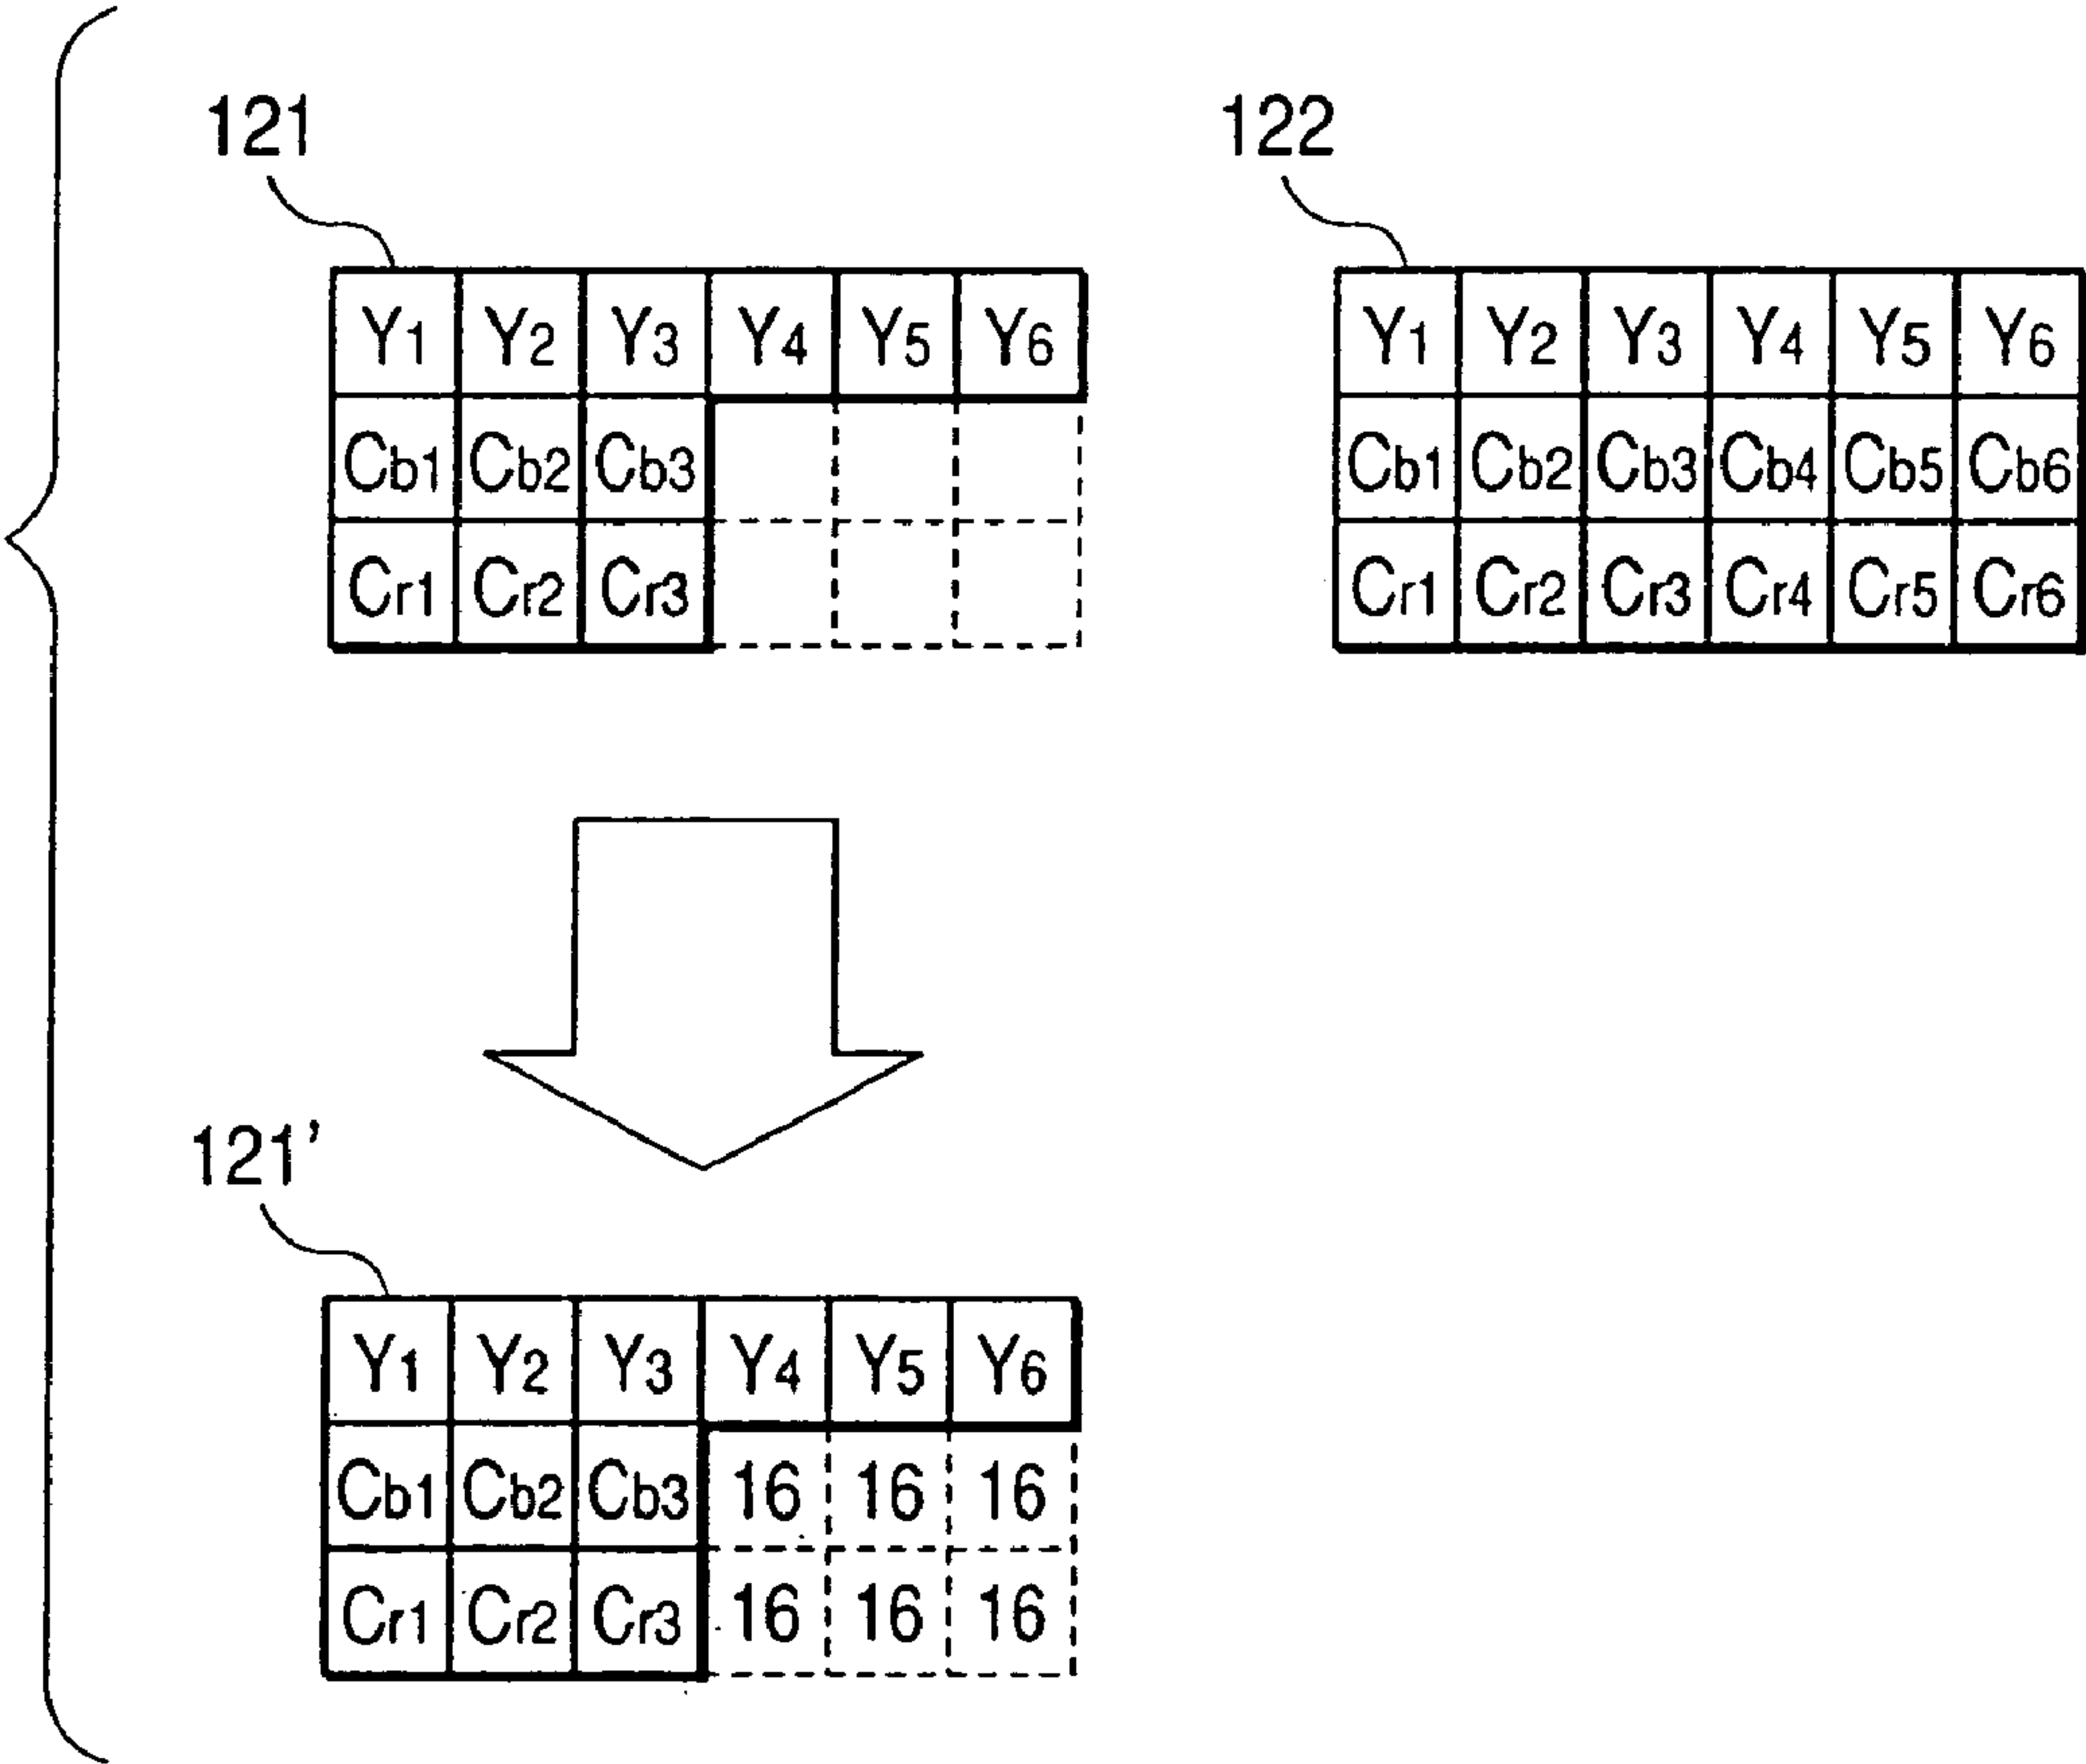 121
Y1 Y2 Y3 Y4 Y5 Y6
Cb1 Cb2 Cb3
Cr1 Cr2 Cr3
122
Y1 Y2 Y3 Y4 Y5 Y6
Cb1 Cb2 Cb3 Cb4 Cb5 Cb6
Cr1 Cr2 Cr3 Cr4 Cr5 Cr6
121’
Y1 Y2 Y3 Y4 Y5 Y6
Cb1 Cb2 Cb3 16 16 16
Cr1 Cr2 Cr3 16 16 16